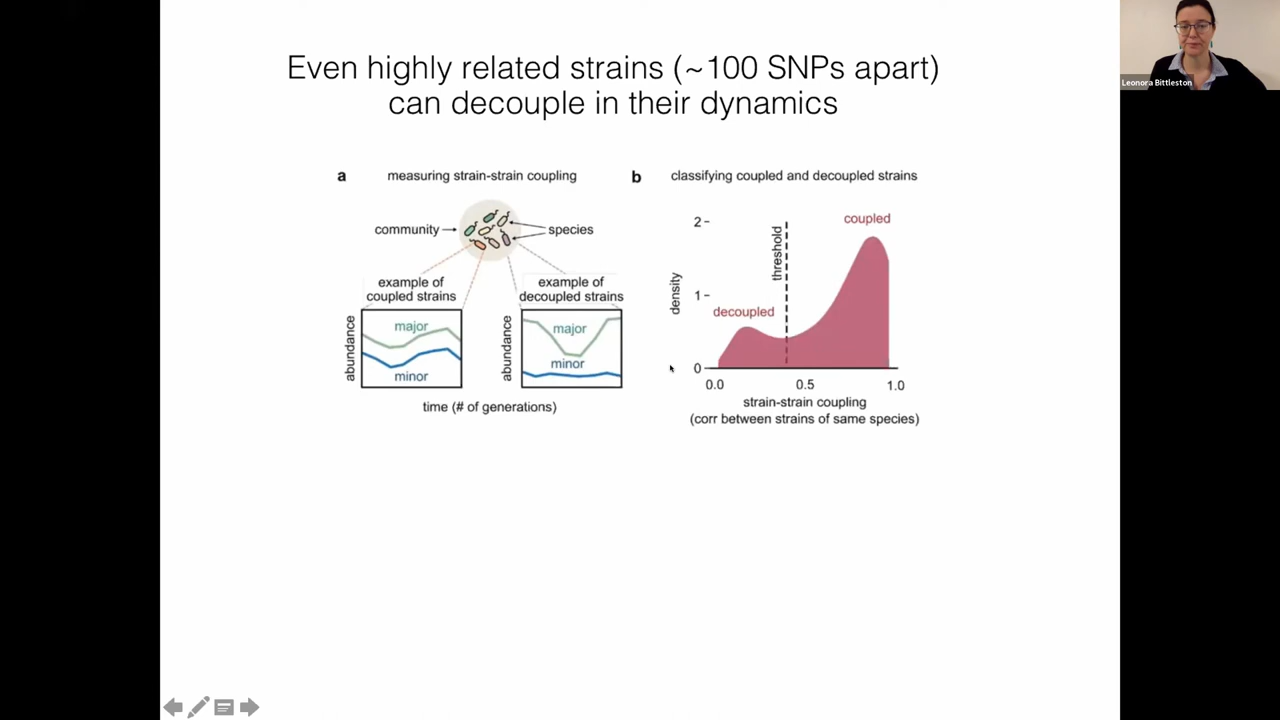 Even highly related strains (~100 SNPs apart)
can decouple in their dynamics
Leonora Bittleston
a
measuring strain-strain coupling
community
species
example of
coupled strains
example of
decoupled strains
abundance
major
minor
abundance
major
minor
time (# of generations)
b
classifying coupled and decoupled strains
density
2
1
0
threshold
coupled
decoupled
0.0
0.5
1.0
strain-strain coupling
(corr between strains of same species)